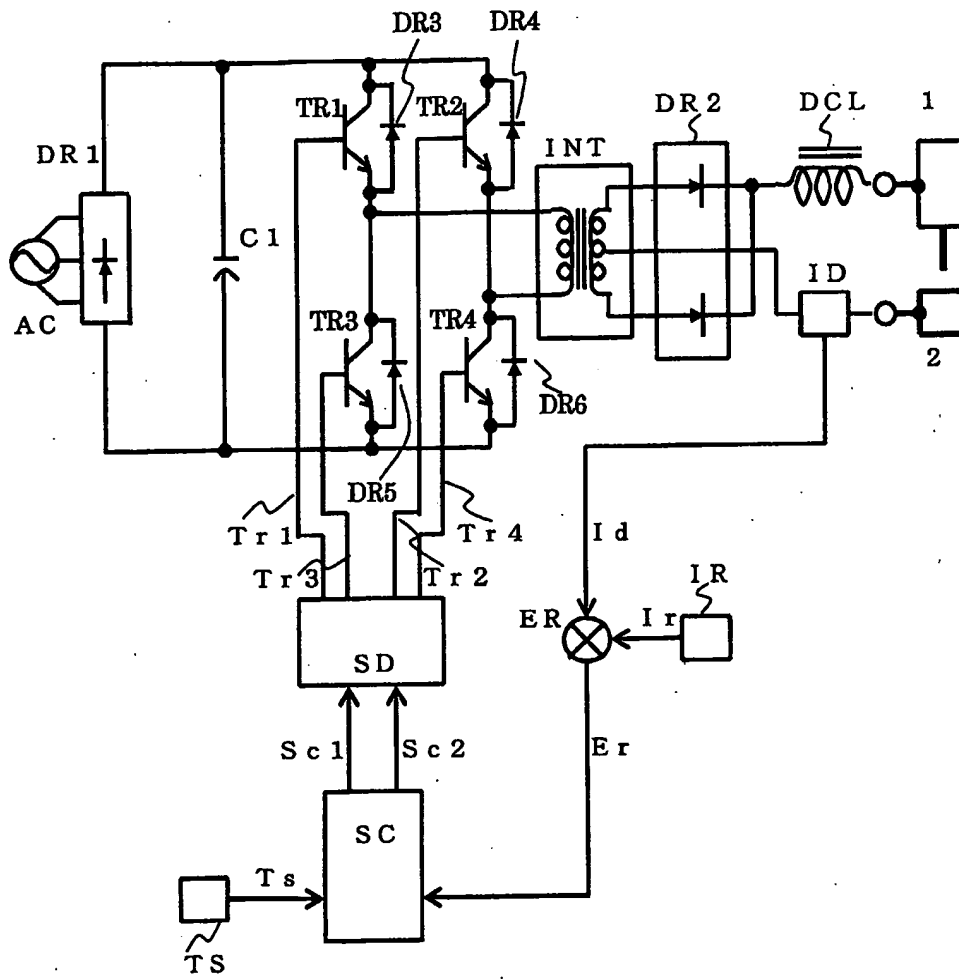 DR3
DR4
TR1
TR2
DR2
DCL
1
DR1
INT
C1
ID
AC
TR3
TR4
2
DR6
DR5
Tr1
Tr4
Id
Tr3
Tr2
IR
ER
Ir
SD
Sc1
Sc2
Er
SC
Ts
TS